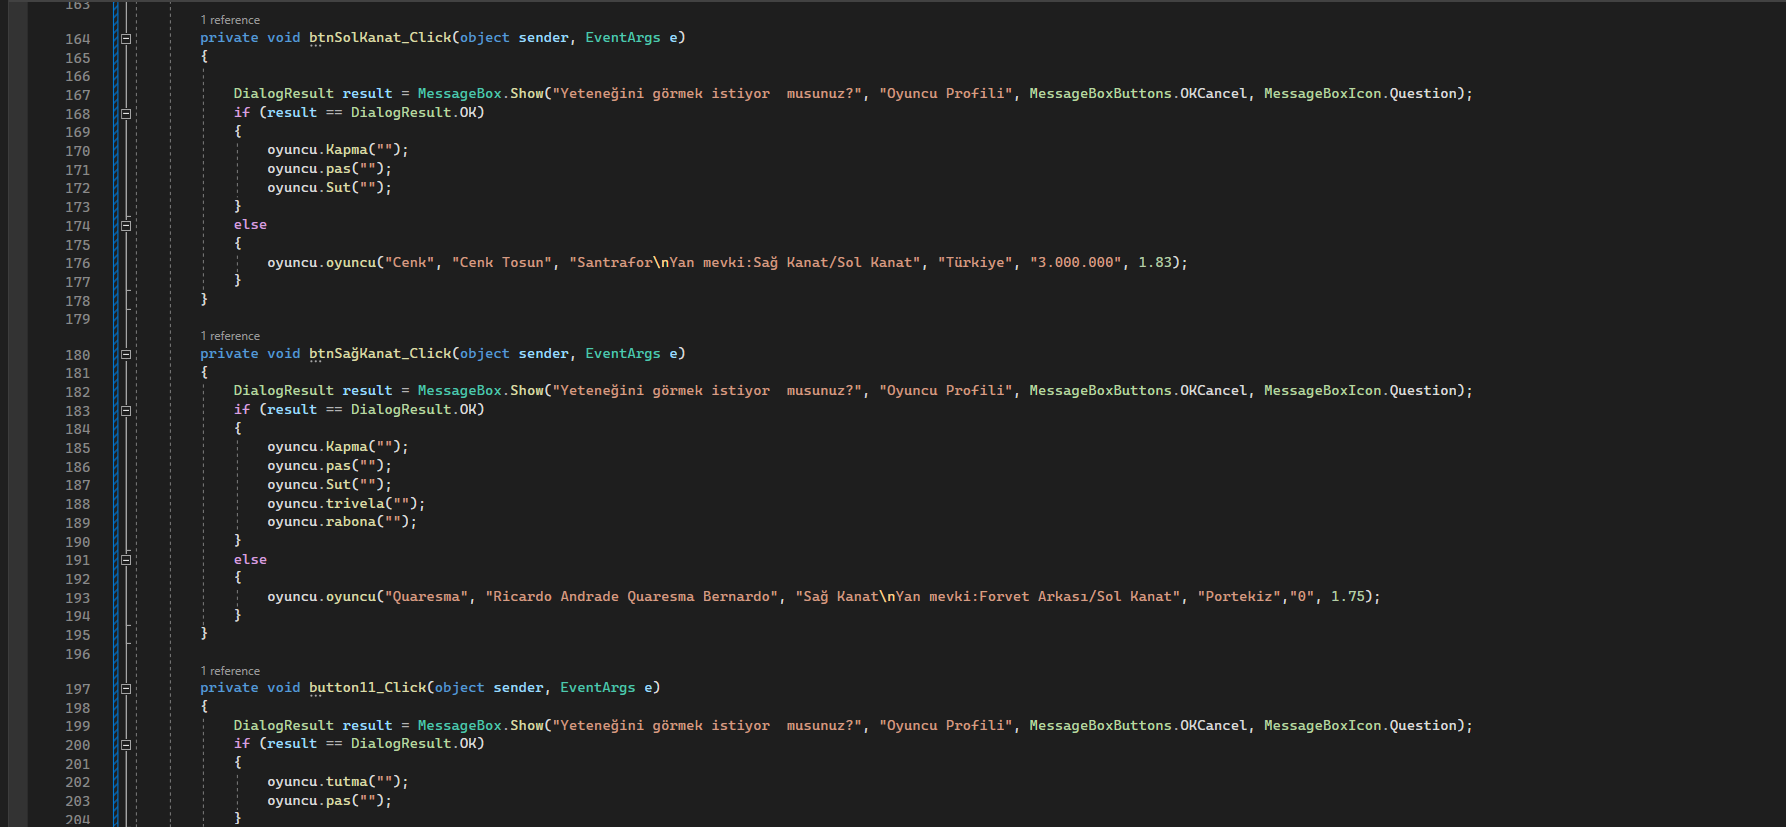 163
1 reference
164 private void btnSolKanat_Click(object sender, EventArgs e)
165 {
166
167 DialogResult result = MessageBox.Show("Yeteneğini görmek istiyor  musunuz?", "Oyuncu Profili", MessageBoxButtons.OKCancel, MessageBoxIcon.Question);
168 if (result == DialogResult.OK)
169 {
170 oyuncu.Kapma("");
171 oyuncu.pas("");
172 oyuncu.Sut("");
173 }
174 else
175 {
176 oyuncu.oyuncu("Cenk", "Cenk Tosun", "Santrafor\nYan mevki:Sağ Kanat/Sol Kanat", "Türkiye", "3.000.000", 1.83);
177 }
178 }
179
1 reference
180 private void btnSağKanat_Click(object sender, EventArgs e)
181 {
182 DialogResult result = MessageBox.Show("Yeteneğini görmek istiyor  musunuz?", "Oyuncu Profili", MessageBoxButtons.OKCancel, MessageBoxIcon.Question);
183 if (result == DialogResult.OK)
184 {
185 oyuncu.Kapma("");
186 oyuncu.pas("");
187 oyuncu.Sut("");
188 oyuncu.trivela("");
189 oyuncu.rabona("");
190 }
191 else
192 {
193 oyuncu.oyuncu("Quaresma", "Ricardo Andrade Quaresma Bernardo", "Sağ Kanat\nYan mevki:Forvet Arkası/Sol Kanat", "Portekiz","0", 1.75);
194 }
195 }
196
1 reference
197 private void button11_Click(object sender, EventArgs e)
198 {
199 DialogResult result = MessageBox.Show("Yeteneğini görmek istiyor  musunuz?", "Oyuncu Profili", MessageBoxButtons.OKCancel, MessageBoxIcon.Question);
200 if (result == DialogResult.OK)
201 {
202 oyuncu.tutma("");
203 oyuncu.pas("");
204 }